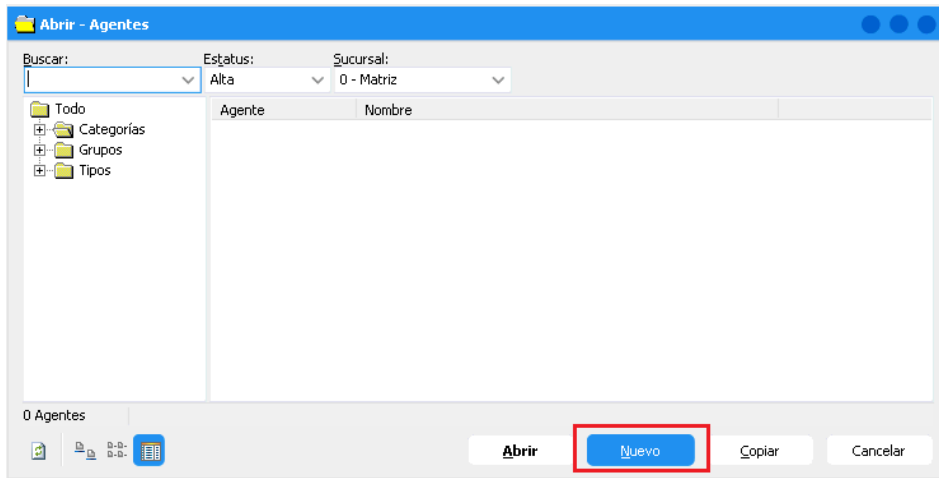 Abrir - Agentes
Buscar: Estatus: Sucursal:
Alta 0 - Matriz
Todo
Categorías
Grupos
Tipos
Agente Nombre
0 Agentes
Abrir Nuevo Copiar Cancelar